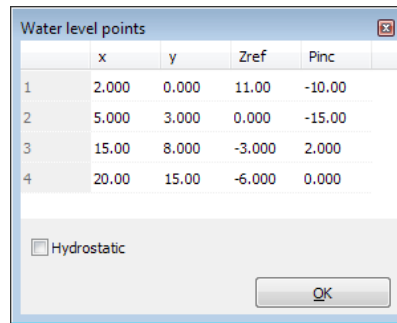 Water level points
x y Zref Pinc
1 2.000 0.000 11.00 -10.00
2 5.000 3.000 0.000 -15.00
3 15.00 8.000 -3.000 2.000
4 20.00 15.00 -6.000 0.000
Hydrostatic
OK